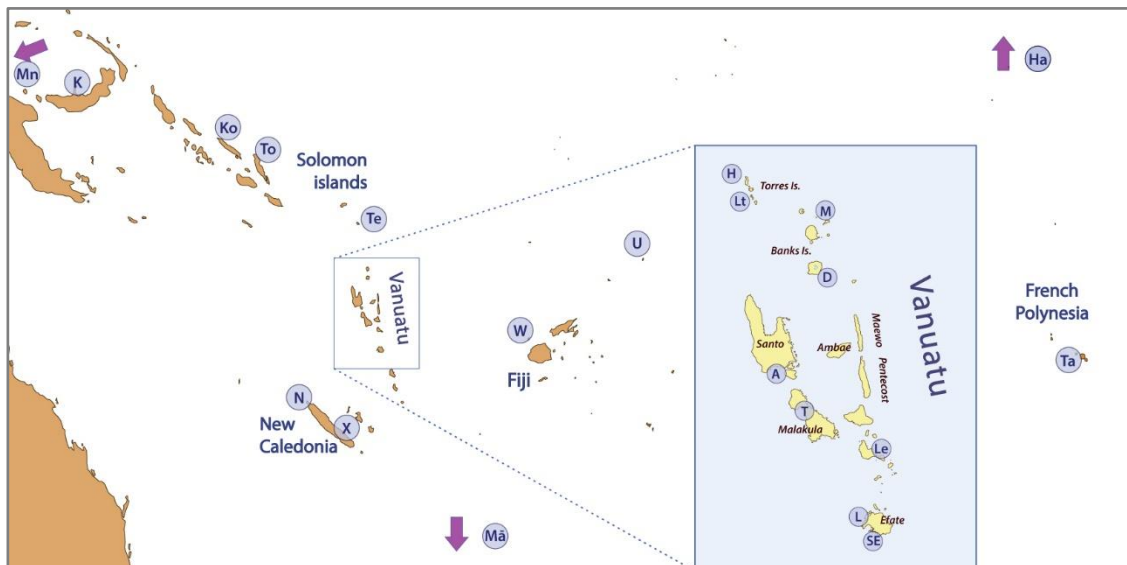 Mn
K
Ko
To
Solomon
islands
Te
Ha
U
Vanuatu
W
Fiji
N
New
Caledonia
X
Mā
H
Torres Is.
Lt
M
Banks Is.
D
Vanuatu
Maewo
Santo
Ambae
Pentecost
A
T
Malakula
Le
L
Efate
SE
French
Polynesia
Ta